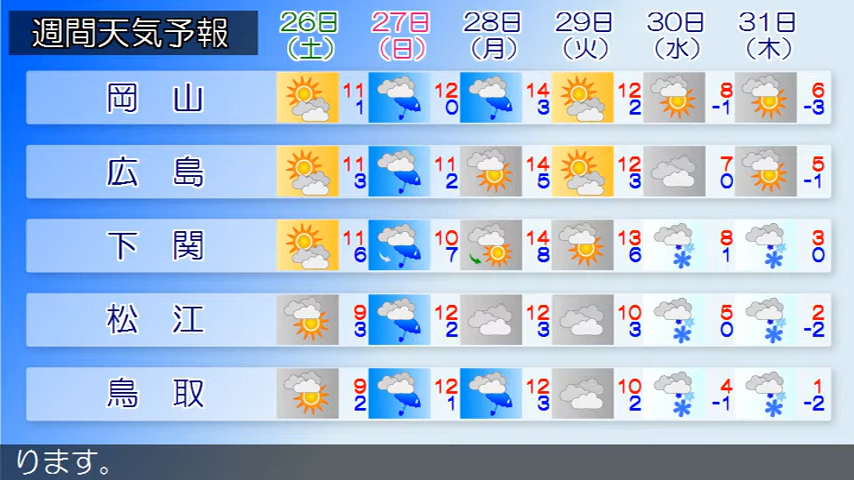 週間天気予報
26日 27日 28日 29日 30日 31日
(土) (日) (月) (火) (水) (木)
岡 山 11 1 12 0 14 3 12 2 8 -1 6 -3
広 島 11 3 11 2 14 5 12 3 7 0 5 -1
下 関 11 6 10 7 14 8 13 6 8 1 3 0
松 江 9 3 12 2 12 3 10 3 5 0 2 -2
鳥 取 9 2 12 1 12 3 10 2 4 -1 1 -2
ります。